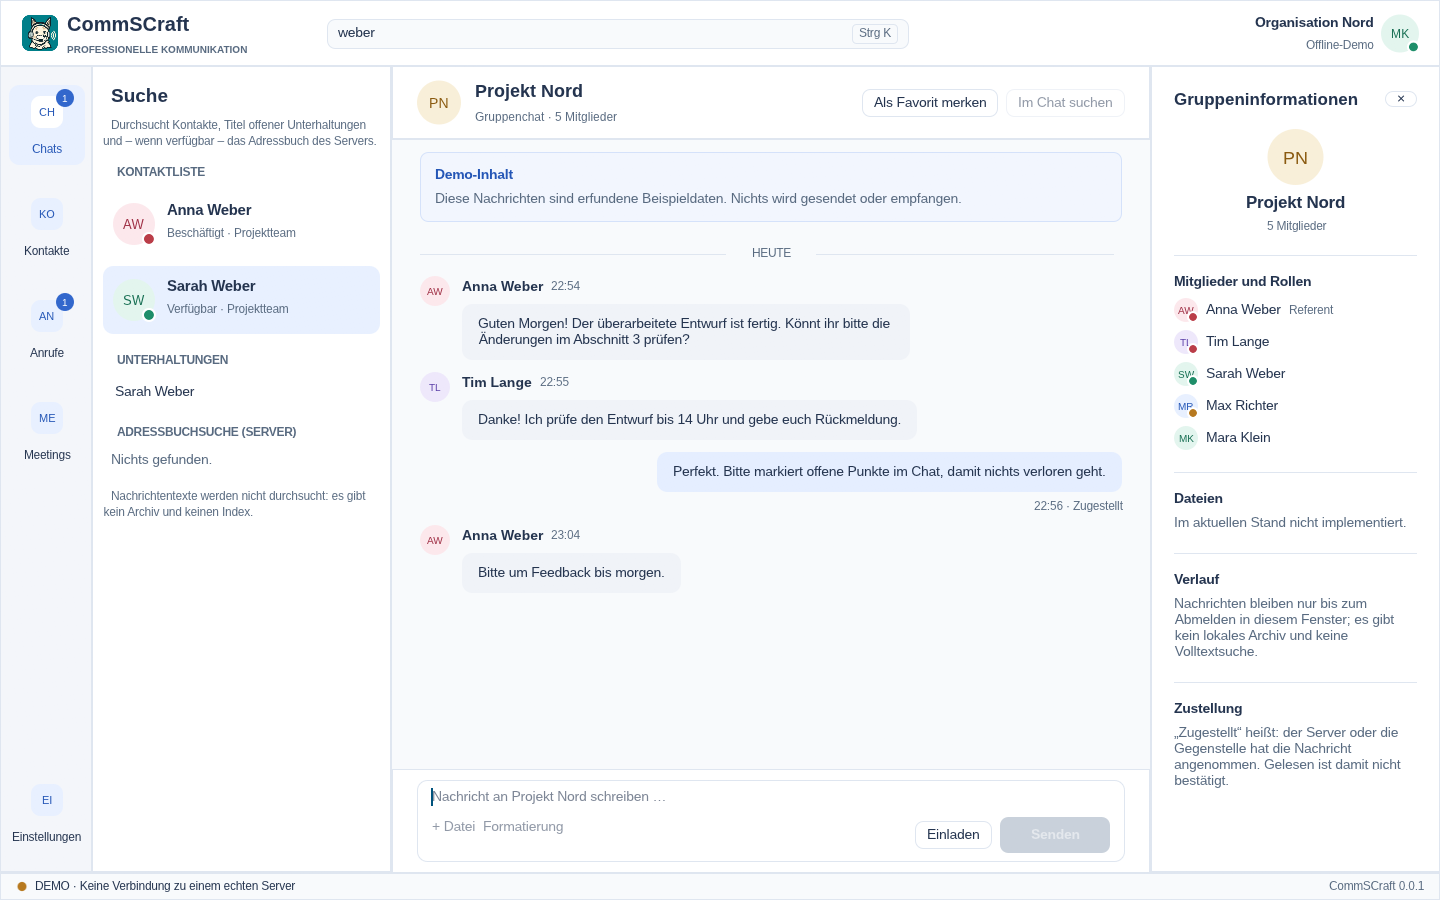 CommSCraft
PROFESSIONELLE KOMMUNIKATION
weber
Strg K
Organisation Nord
Offline-Demo
MK
CH
1
Chats
KO
Kontakte
AN
1
Anrufe
ME
Meetings
EI
Einstellungen
Suche
Durchsucht Kontakte, Titel offener Unterhaltungen
und – wenn verfügbar – das Adressbuch des Servers.
KONTAKTLISTE
AW
Anna Weber
Beschäftigt · Projektteam
SW
Sarah Weber
Verfügbar · Projektteam
UNTERHALTUNGEN
Sarah Weber
ADRESSBUCHSUCHE (SERVER)
Nichts gefunden.
Nachrichtentexte werden nicht durchsucht: es gibt
kein Archiv und keinen Index.
PN
Projekt Nord
Gruppenchat · 5 Mitglieder
Als Favorit merken
Im Chat suchen
Demo-Inhalt
Diese Nachrichten sind erfundene Beispieldaten. Nichts wird gesendet oder empfangen.
HEUTE
AW
Anna Weber 22:54
Guten Morgen! Der überarbeitete Entwurf ist fertig. Könnt ihr bitte die
Änderungen im Abschnitt 3 prüfen?
TL
Tim Lange 22:55
Danke! Ich prüfe den Entwurf bis 14 Uhr und gebe euch Rückmeldung.
Perfekt. Bitte markiert offene Punkte im Chat, damit nichts verloren geht.
22:56 · Zugestellt
AW
Anna Weber 23:04
Bitte um Feedback bis morgen.
Nachricht an Projekt Nord schreiben …
+ Datei Formatierung
Einladen
Senden
Gruppeninformationen
×
PN
Projekt Nord
5 Mitglieder
Mitglieder und Rollen
AW Anna Weber Referent
TL Tim Lange
SW Sarah Weber
MR Max Richter
MK Mara Klein
Dateien
Im aktuellen Stand nicht implementiert.
Verlauf
Nachrichten bleiben nur bis zum
Abmelden in diesem Fenster; es gibt
kein lokales Archiv und keine
Volltextsuche.
Zustellung
„Zugestellt“ heißt: der Server oder die
Gegenstelle hat die Nachricht
angenommen. Gelesen ist damit nicht
bestätigt.
DEMO · Keine Verbindung zu einem echten Server
CommSCraft 0.0.1